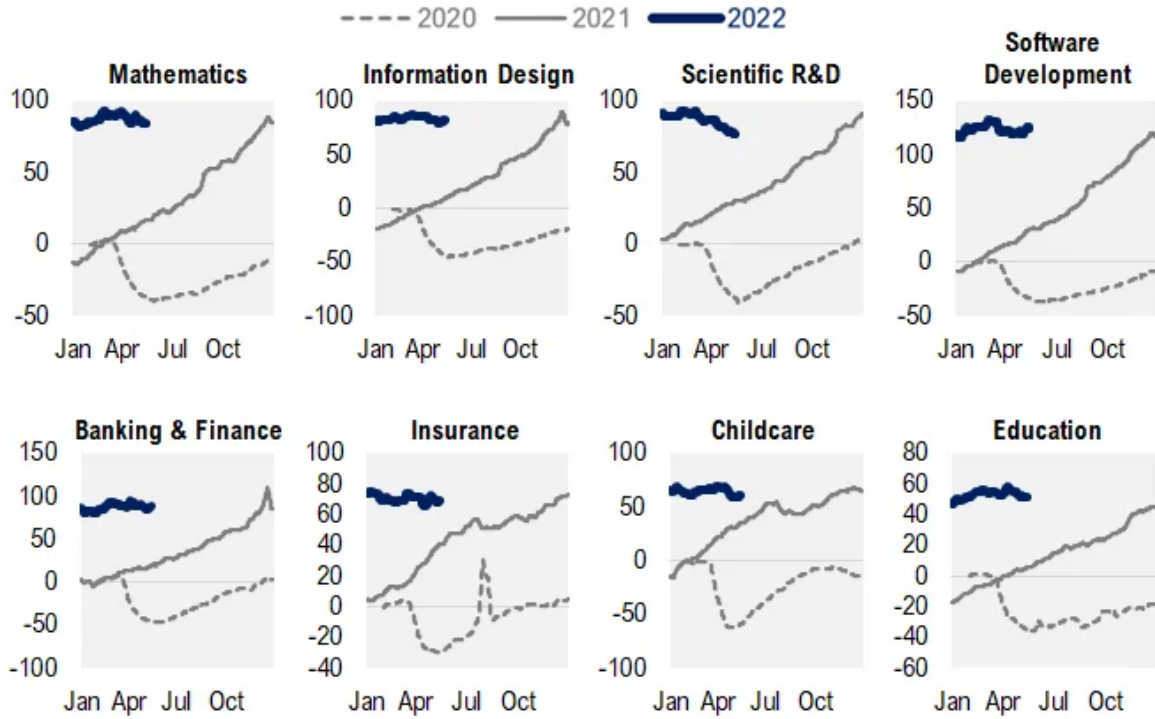 2020 2021 2022
Mathematics
100
50
0
-50
Jan Apr Jul Oct
Information Design
100
50
0
-50
-100
Jan Apr Jul Oct
Scientific R&D
100
50
0
-50
Jan Apr Jul Oct
Software
Development
150
100
50
0
-50
Jan Apr Jul Oct
Banking & Finance
150
100
50
0
-50
-100
Jan Apr Jul Oct
Insurance
100
80
60
40
20
0
-20
-40
Jan Apr Jul Oct
Childcare
100
50
0
-50
-100
Jan Apr Jul Oct
Education
80
60
40
20
0
-20
-40
-60
Jan Apr Jul Oct